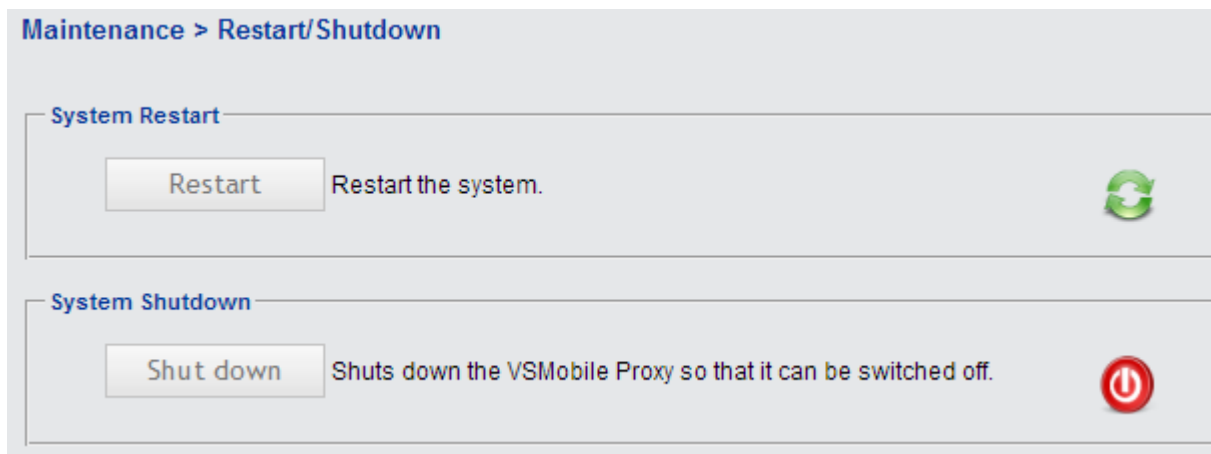 Maintenance > Restart/Shutdown
System Restart
Restart Restart the system.
System Shutdown
Shut down Shuts down the VSMobile Proxy so that it can be switched off.